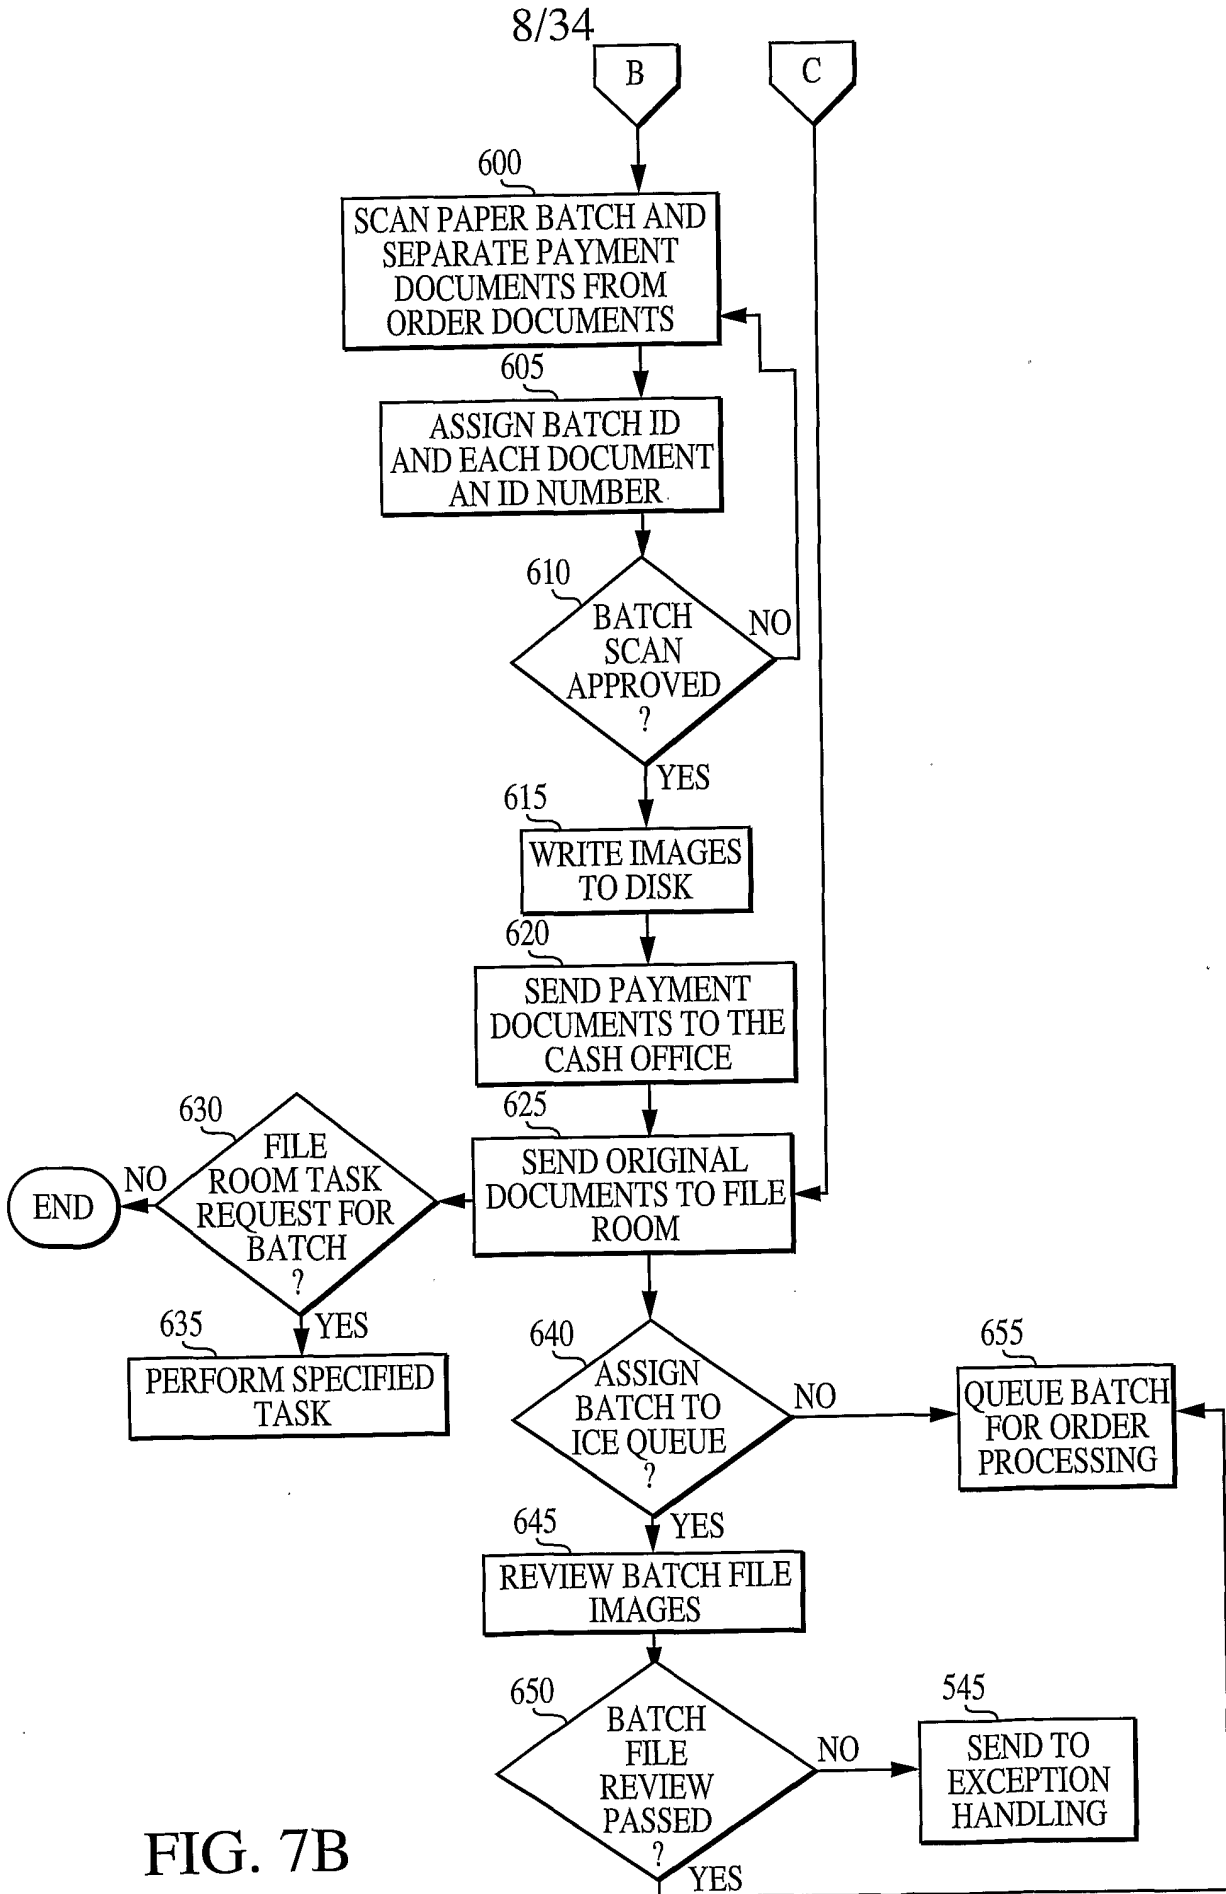 8/34
B
C
600
SCAN PAPER BATCH AND
SEPARATE PAYMENT
DOCUMENTS FROM
ORDER DOCUMENTS
605
ASSIGN BATCH ID
AND EACH DOCUMENT
AN ID NUMBER
610
BATCH
SCAN
APPROVED
?
NO
YES
615
WRITE IMAGES
TO DISK
620
SEND PAYMENT
DOCUMENTS TO THE
CASH OFFICE
625
SEND ORIGINAL
DOCUMENTS TO FILE
ROOM
630
FILE
ROOM TASK
REQUEST FOR
BATCH
?
NO
END
YES
635
PERFORM SPECIFIED
TASK
640
ASSIGN
BATCH TO
ICE QUEUE
?
NO
655
QUEUE BATCH
FOR ORDER
PROCESSING
YES
645
REVIEW BATCH FILE
IMAGES
650
BATCH
FILE
REVIEW
PASSED
?
NO
545
SEND TO
EXCEPTION
HANDLING
YES
FIG. 7B